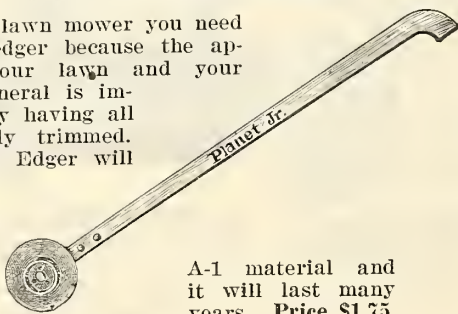 lawn mower you need
edger because the ap-
our lawn and your
neral is im-
y having all
ly trimmed.
Edger will
Planet Jr.
A-1 material and
it will last many
years. Price $1.75